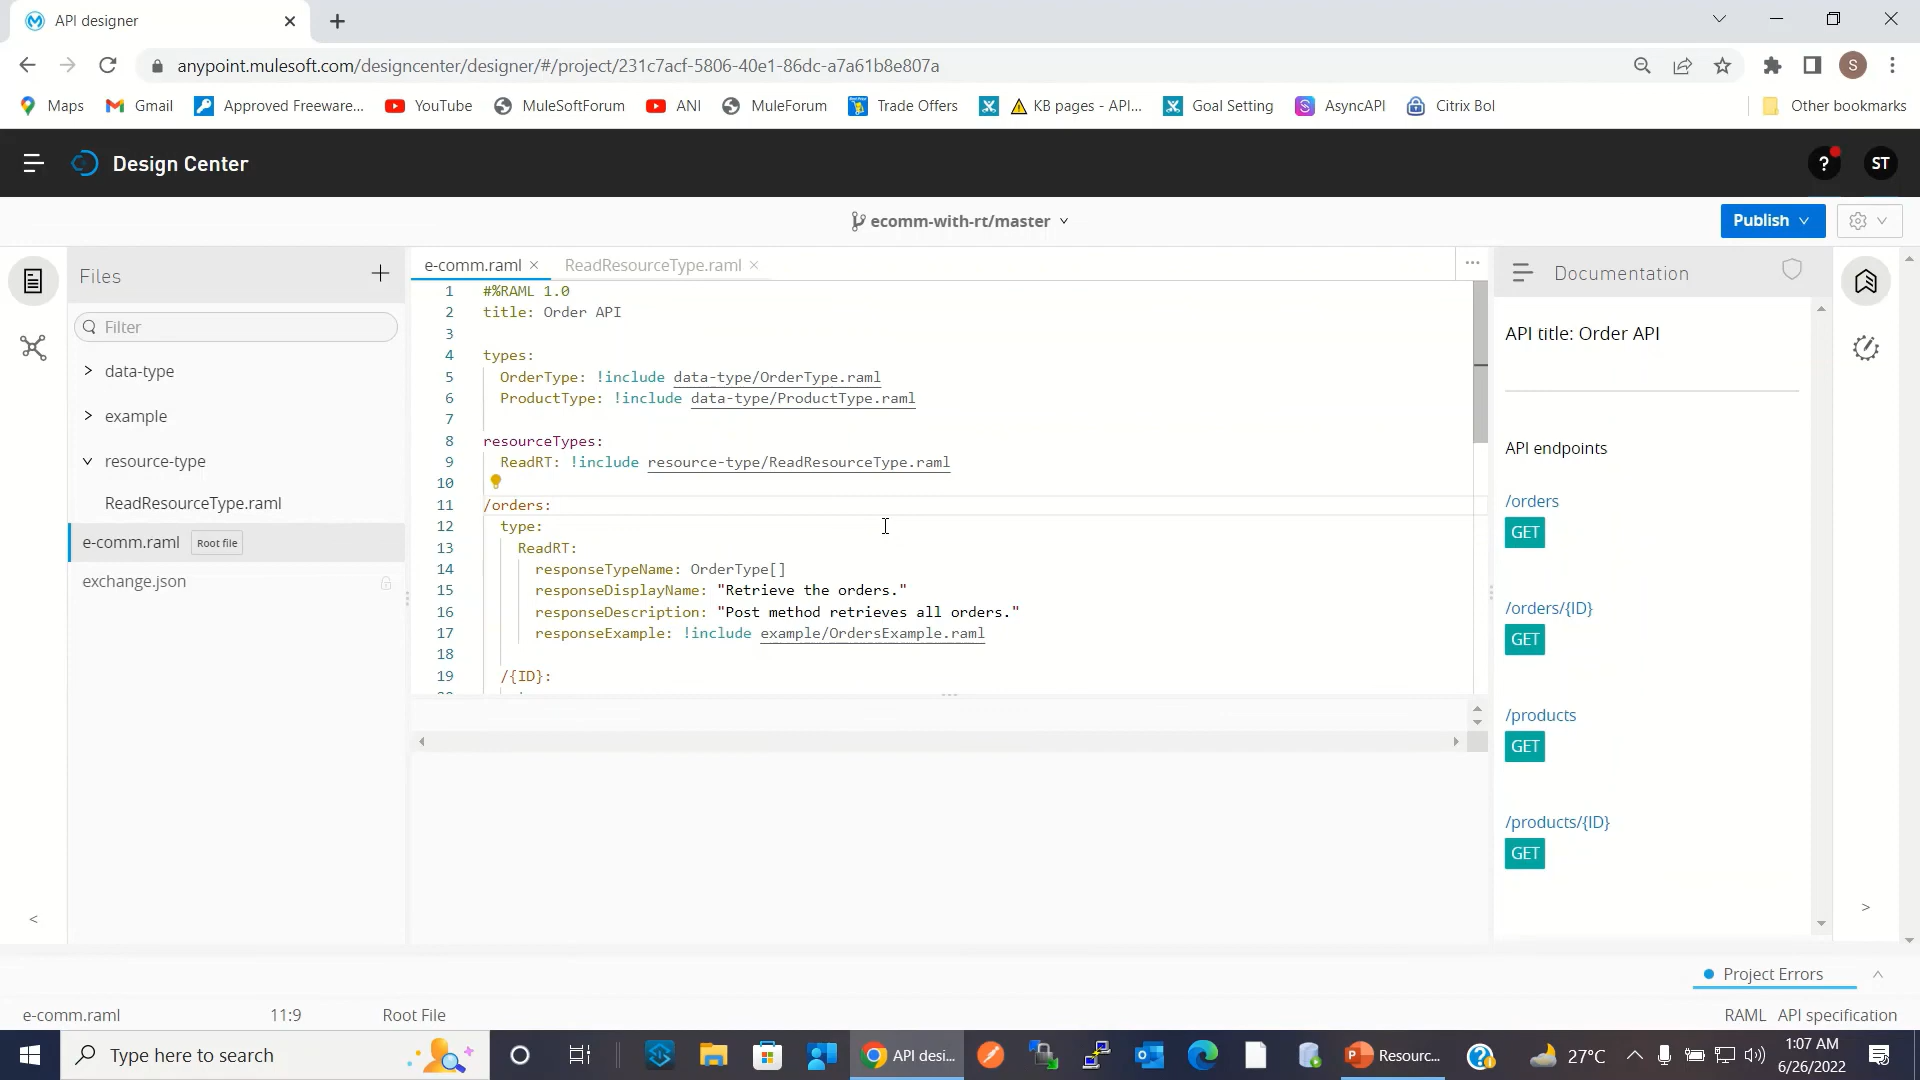 API designer
anypoint.mulesoft.com/designcenter/designer/#/project/231c7acf-5806-40e1-86dc-a7a61b8e807a
S
Maps Gmail Approved Freeware... YouTube MuleSoftForum ANI MuleForum Trade Offers KB pages - API... Goal Setting AsyncAPI Citrix Bol Other bookmarks
Design Center
? ST
ecomm-with-rt/master
Publish
Files
e-comm.raml ReadResourceType.raml
Documentation
Filter
data-type
example
resource-type
ReadResourceType.raml
e-comm.raml Root file
exchange.json
1 #%RAML 1.0
2 title: Order API
3
4 types:
5 OrderType: !include data-type/OrderType.raml
6 ProductType: !include data-type/ProductType.raml
7
8 resourceTypes:
9 ReadRT: !include resource-type/ReadResourceType.raml
10
11 /orders:
12 type:
13 ReadRT:
14 responseTypeName: OrderType[]
15 responseDisplayName: "Retrieve the orders."
16 responseDescription: "Post method retrieves all orders."
17 responseExample: !include example/OrdersExample.raml
18
19 /{ID}:
API title: Order API
API endpoints
/orders
GET
/orders/{ID}
GET
/products
GET
/products/{ID}
GET
Project Errors
e-comm.raml 11:9 Root File RAML API specification
Type here to search
API desi...
Resourc...
27°C
1:07 AM
6/26/2022